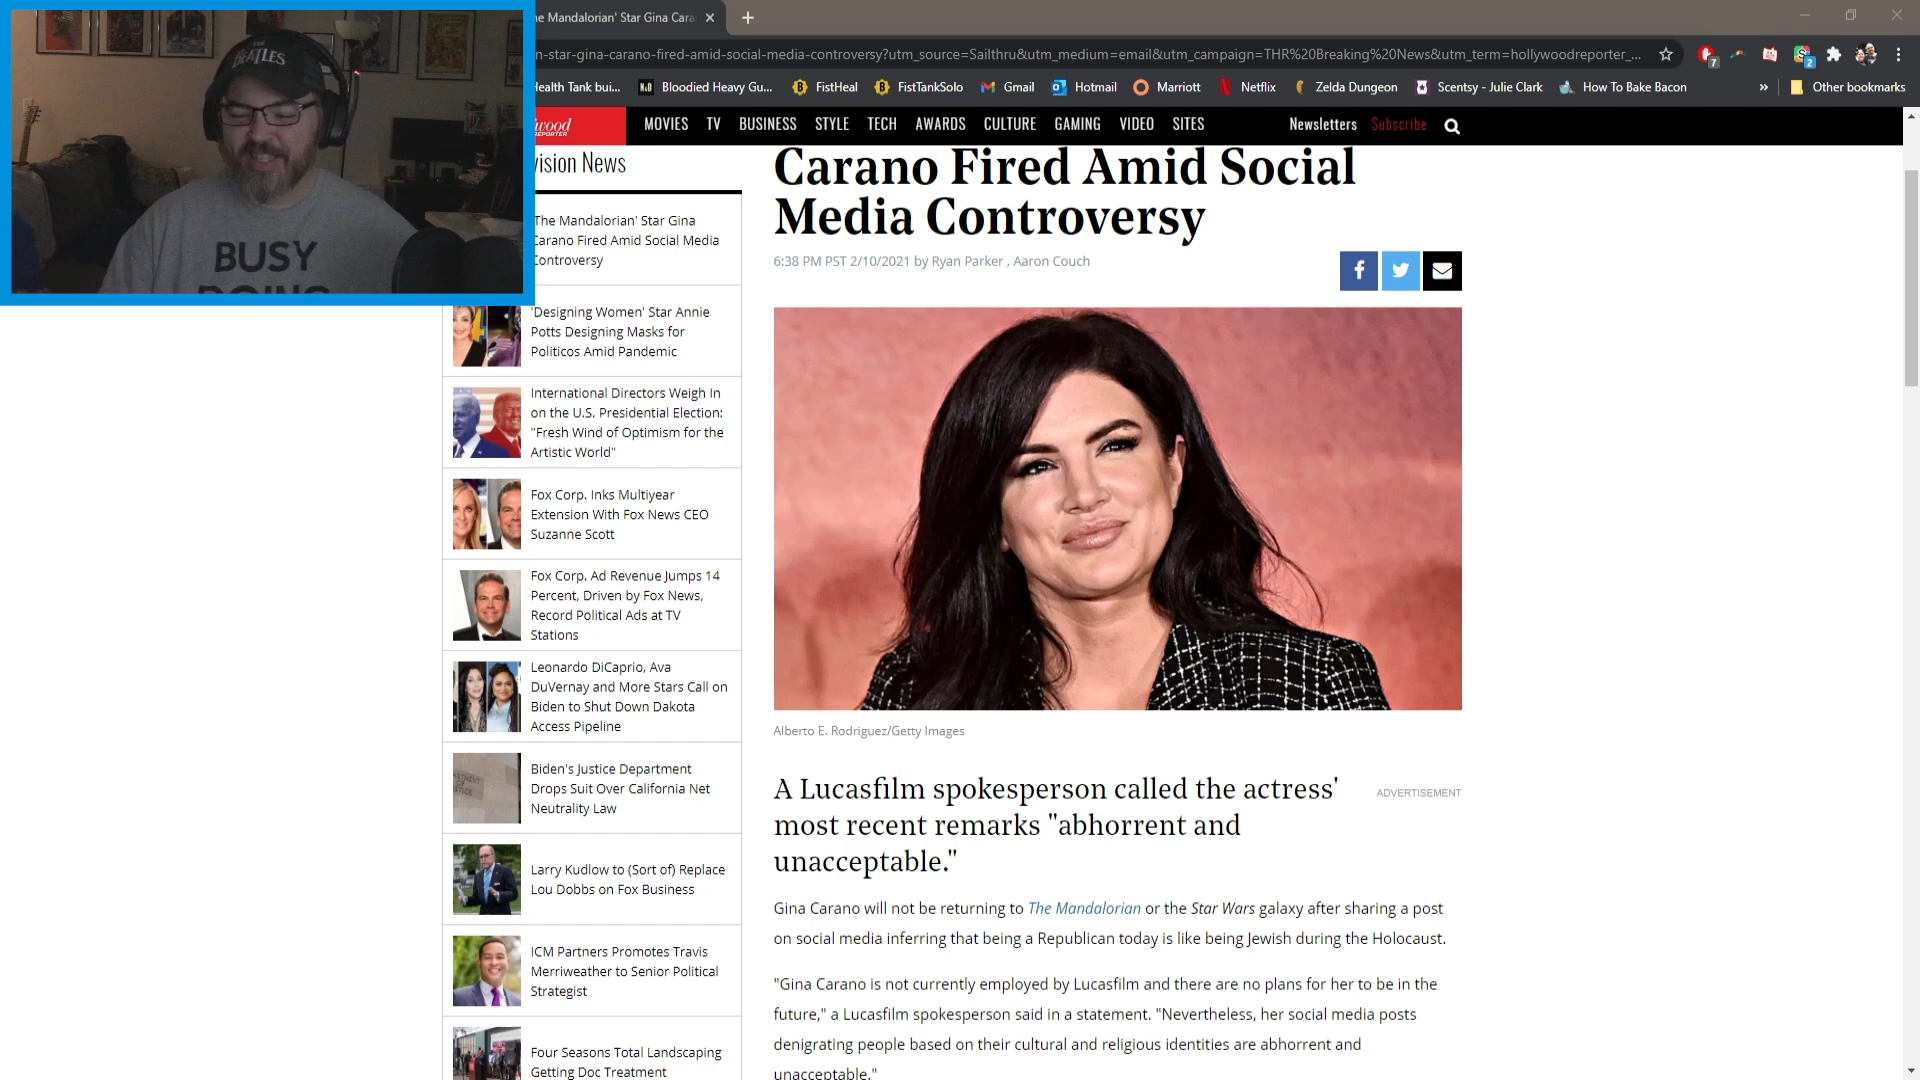 THE
BEATLES
BUSY
he Mandalorian' Star Gina Cara
n-star-gina-carano-fired-amid-social-media-controversy?utm_source=Sailthru&utm_medium=email&utm_campaign=THR%20Breaking%20News&utm_term=hollywoodreporter_...
7
2
Health Tank bui...
Bloodied Heavy Gu...
FistHeal
FistTankSolo
Gmail
Hotmail
Marriott
Netflix
Zelda Dungeon
Scentsy - Julie Clark
How To Bake Bacon
»
Other bookmarks
wood
REPORTER
MOVIES TV BUSINESS STYLE TECH AWARDS CULTURE GAMING VIDEO SITES
Newsletters Subscribe
vision News
'The Mandalorian' Star Gina
Carano Fired Amid Social Media
Controversy
'Designing Women' Star Annie
Potts Designing Masks for
Politicos Amid Pandemic
International Directors Weigh In
on the U.S. Presidential Election:
"Fresh Wind of Optimism for the
Artistic World"
Fox Corp. Inks Multiyear
Extension With Fox News CEO
Suzanne Scott
Fox Corp. Ad Revenue Jumps 14
Percent, Driven by Fox News,
Record Political Ads at TV
Stations
Leonardo DiCaprio, Ava
DuVernay and More Stars Call on
Biden to Shut Down Dakota
Access Pipeline
Biden's Justice Department
Drops Suit Over California Net
Neutrality Law
Larry Kudlow to (Sort of) Replace
Lou Dobbs on Fox Business
ICM Partners Promotes Travis
Merriweather to Senior Political
Strategist
Four Seasons Total Landscaping
Getting Doc Treatment
Carano Fired Amid Social
Media Controversy
6:38 PM PST 2/10/2021 by Ryan Parker , Aaron Couch
Alberto E. Rodriguez/Getty Images
A Lucasfilm spokesperson called the actress'
most recent remarks "abhorrent and
unacceptable."
ADVERTISEMENT
Gina Carano will not be returning to The Mandalorian or the Star Wars galaxy after sharing a post
on social media inferring that being a Republican today is like being Jewish during the Holocaust.
"Gina Carano is not currently employed by Lucasfilm and there are no plans for her to be in the
future," a Lucasfilm spokesperson said in a statement. "Nevertheless, her social media posts
denigrating people based on their cultural and religious identities are abhorrent and
unacceptable."